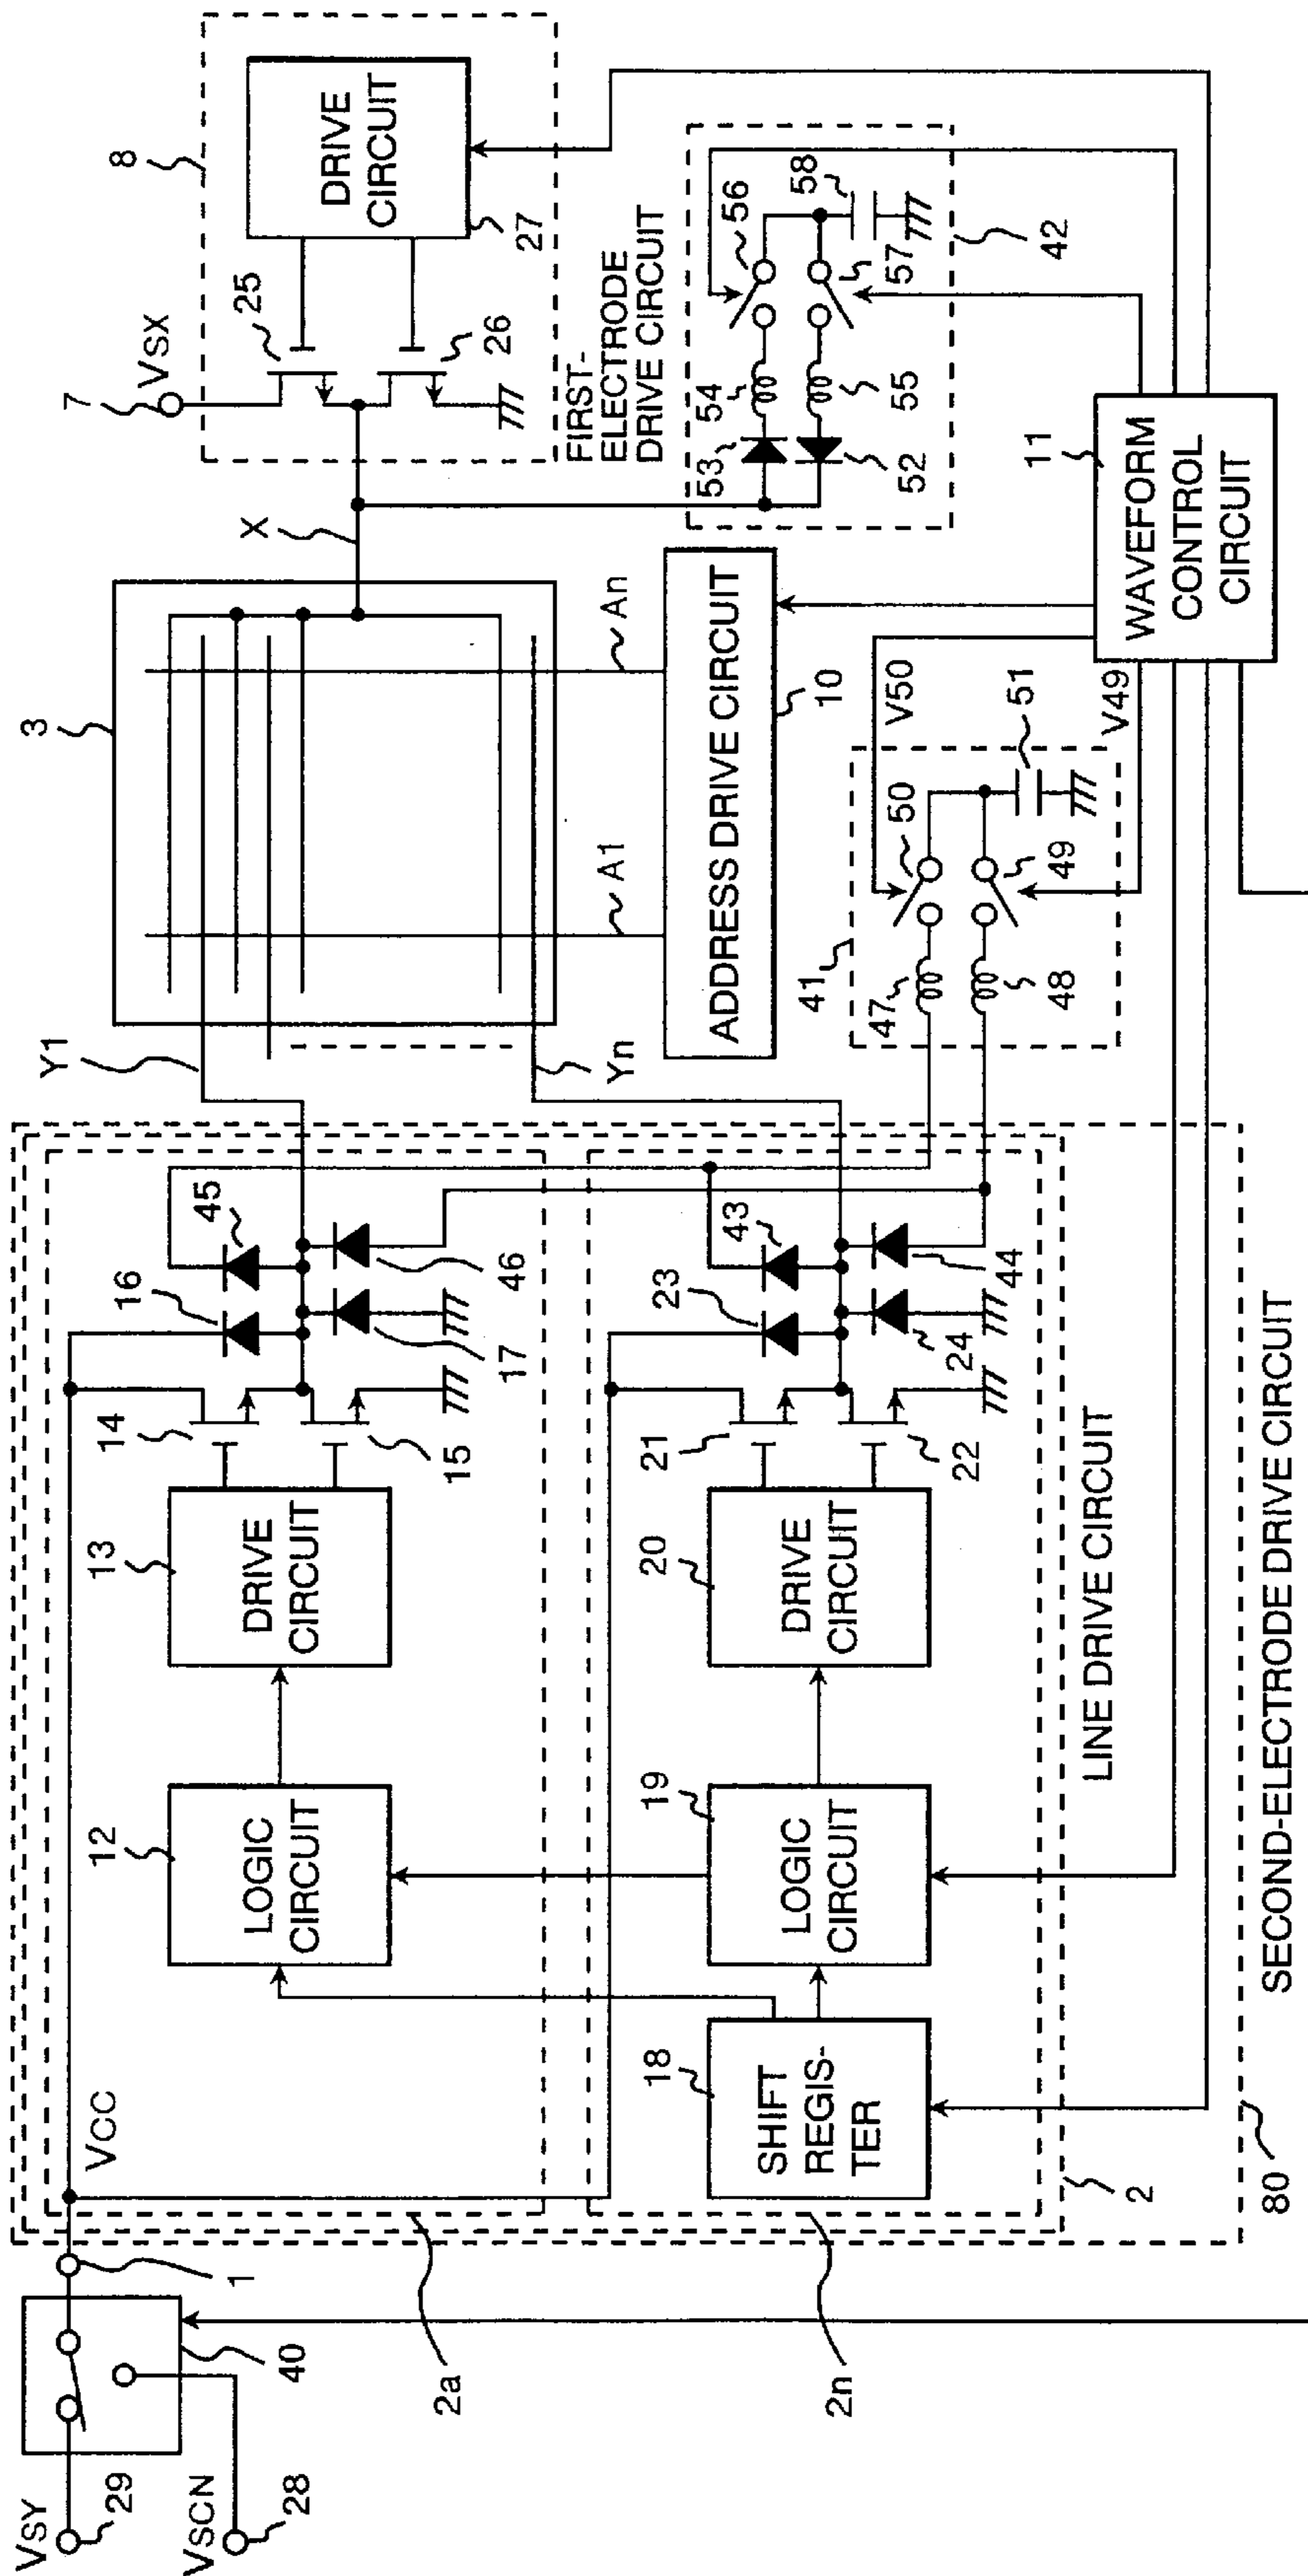 VSY
29
VSCN
28
40
1
VCC
2a
2n
12
LOGIC
CIRCUIT
13
DRIVE
CIRCUIT
14
15
16
17
45
46
18
SHIFT
REGIS-
TER
19
LOGIC
CIRCUIT
20
DRIVE
CIRCUIT
21
22
23
24
43
44
LINE DRIVE CIRCUIT
2
SECOND-ELECTRODE DRIVE CIRCUIT
80
Y1
Yn
3
A1
An
X
ADDRESS DRIVE CIRCUIT
10
41
47
48
50
49
51
V50
V49
7
VSX
8
25
26
DRIVE
CIRCUIT
27
FIRST-
ELECTRODE
DRIVE CIRCUIT
53
52
54
55
56
57
58
42
11
WAVEFORM
CONTROL
CIRCUIT